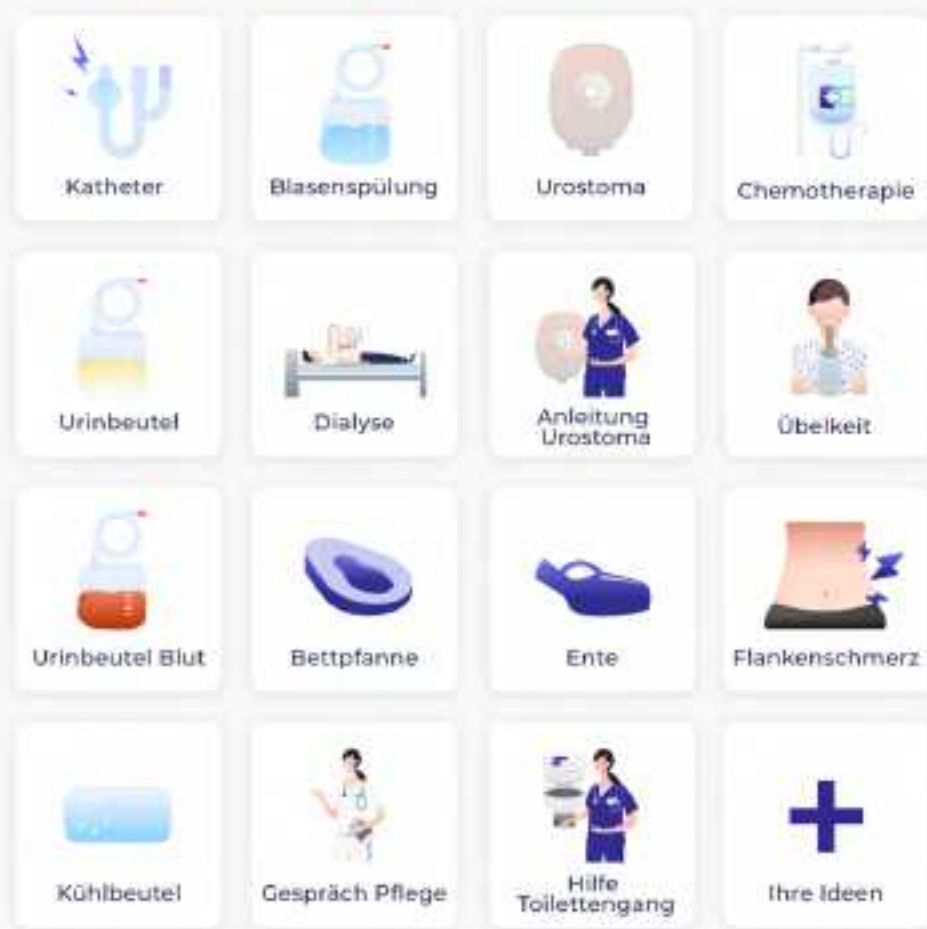 Katheter
Blasenspülung
Urostoma
Chemotherapie
Urinbeutel
Dialyse
Anleitung
Urostoma
Übelkeit
Urinbeutel Blut
Bettpfanne
Ente
Flankenschmerz
Kühlbeutel
Gespräch Pflege
Hilfe
Toilettengang
Ihre Ideen